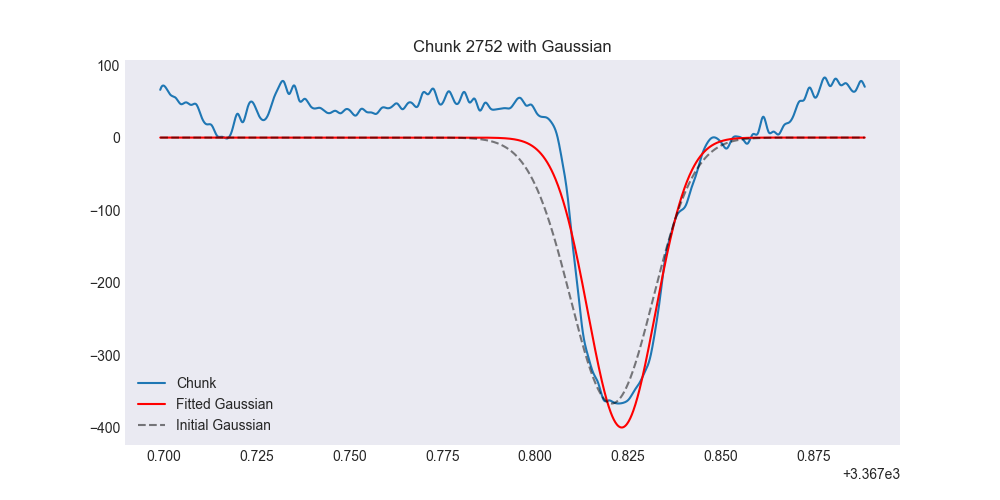 Chunk 2752 with Gaussian
100
0
−100
−200
−300
−400
Chunk
Fitted Gaussian
Initial Gaussian
0.700 0.725 0.750 0.775 0.800 0.825 0.850 0.875
+3.367e3